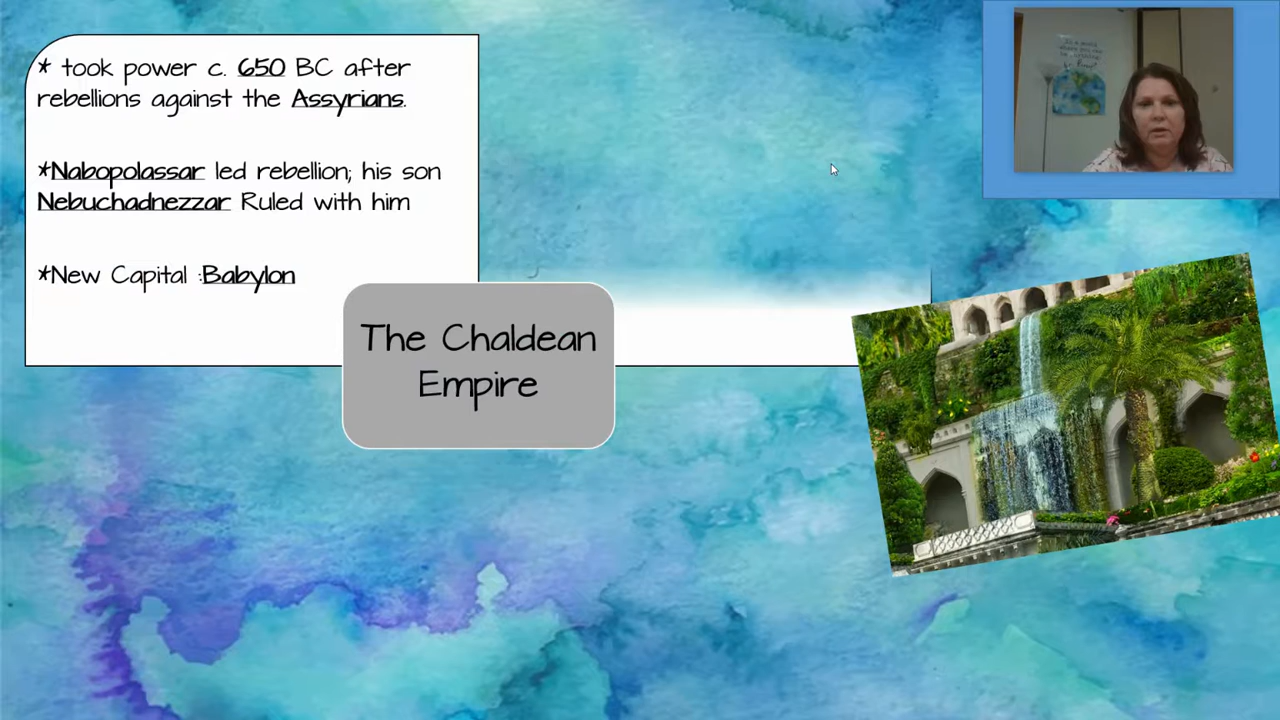 * took power c. 650 BC after
rebellions against the Assyrians.
*Nabopolassar led rebellion; his son
Nebuchadnezzar Ruled with him
*New Capital :Babylon
The Chaldean
Empire